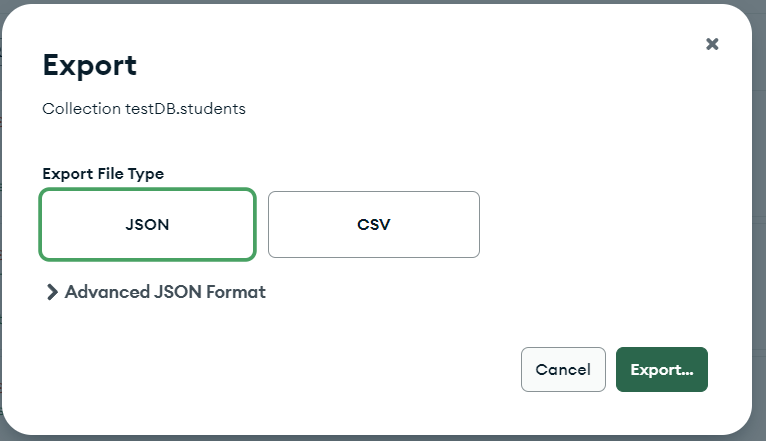 Export
Collection testDB.students
Export File Type
JSON CSV
Advanced JSON Format
Cancel Export...